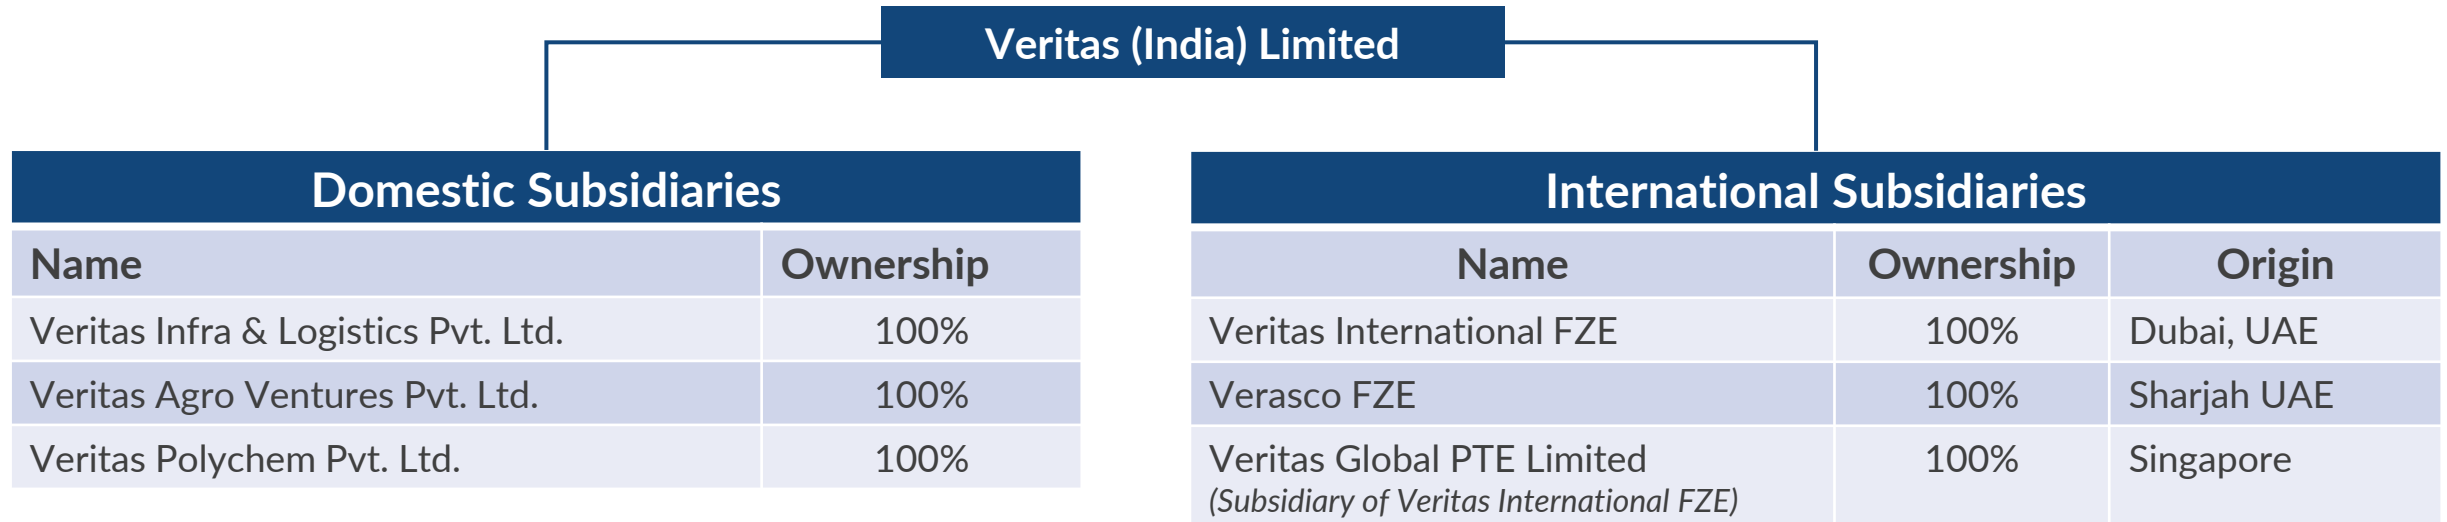 Veritas (India) Limited
Domestic Subsidiaries
Name Ownership
Veritas Infra & Logistics Pvt. Ltd. 100%
Veritas Agro Ventures Pvt. Ltd. 100%
Veritas Polychem Pvt. Ltd. 100%
International Subsidiaries
Name Ownership Origin
Veritas International FZE 100% Dubai, UAE
Verasco FZE 100% Sharjah UAE
Veritas Global PTE Limited 100% Singapore
(Subsidiary of Veritas International FZE)